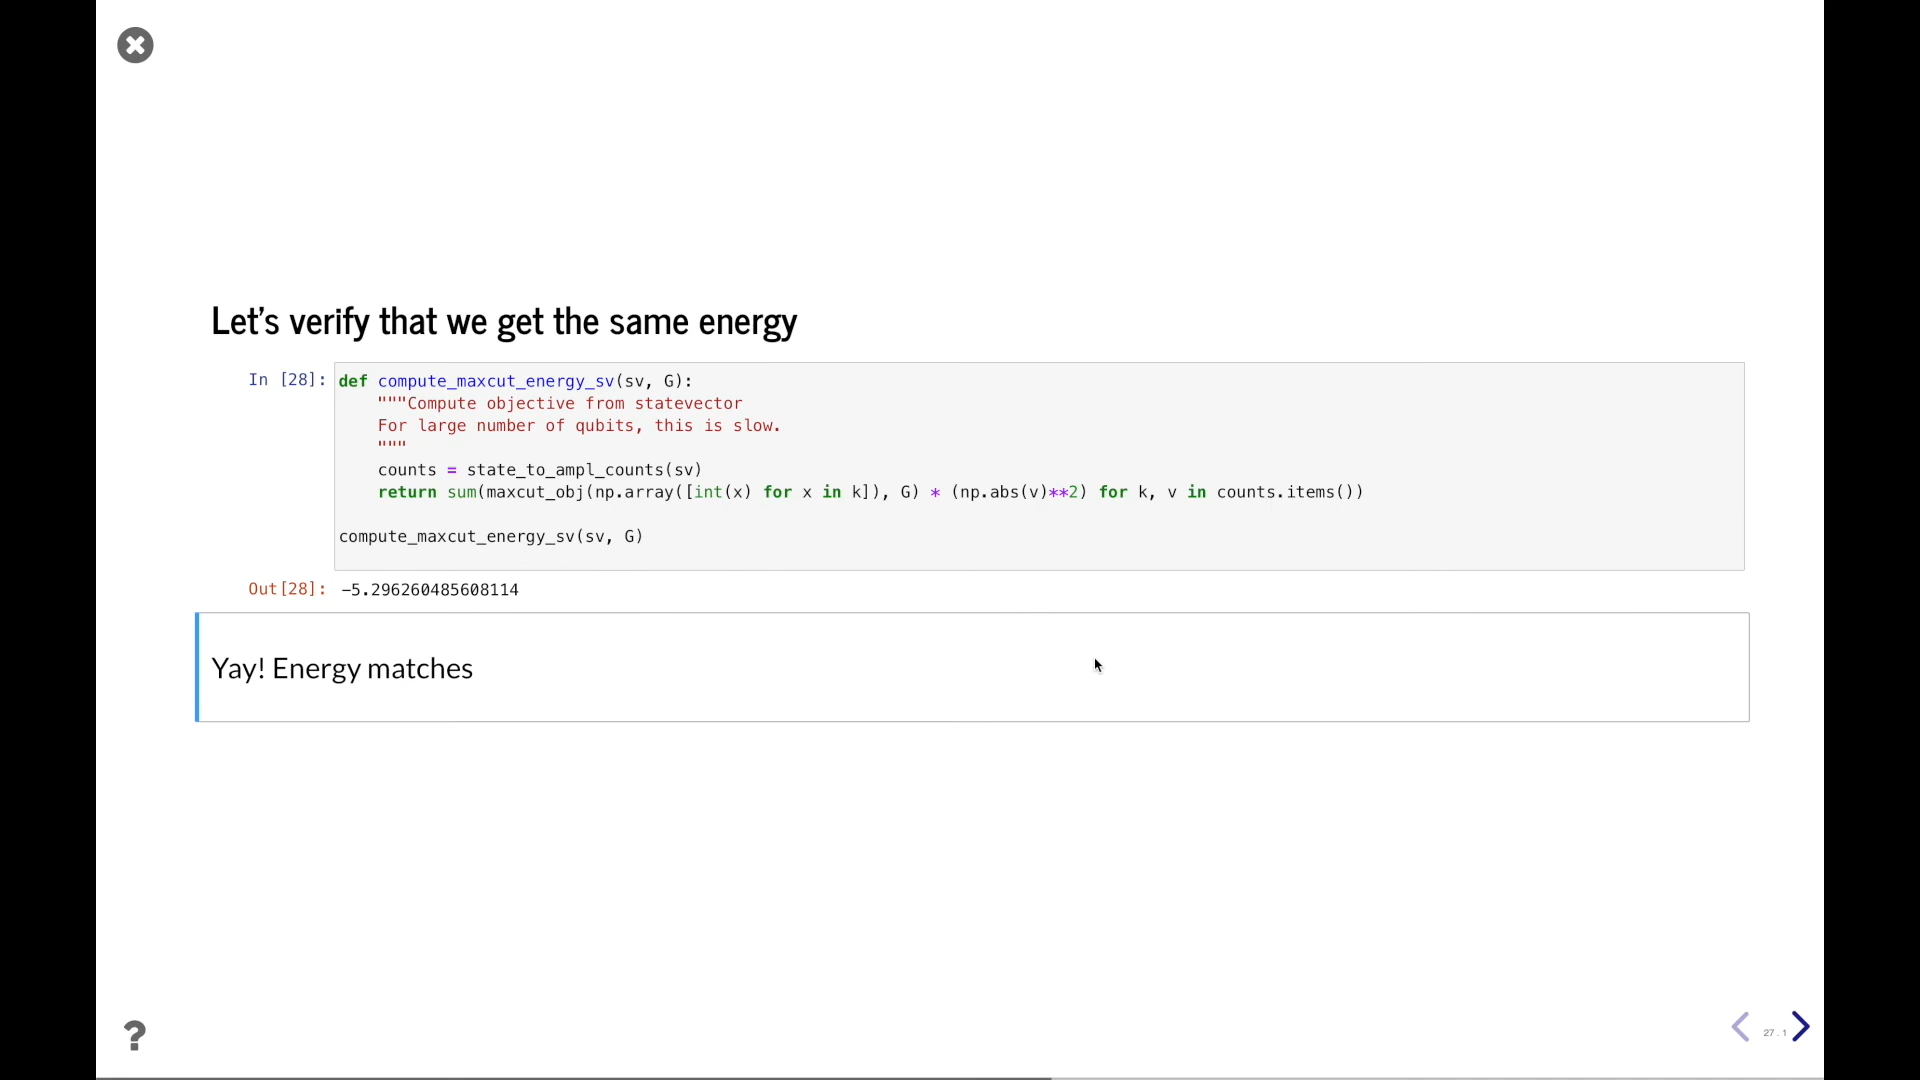 Let's verify that we get the same energy
In [28]: def compute_maxcut_energy_sv(sv, G):
    """Compute objective from statevector
    For large number of qubits, this is slow.
    """
    counts = state_to_ampl_counts(sv)
    return sum(maxcut_obj(np.array([int(x) for x in k]), G) * (np.abs(v)**2) for k, v in counts.items())
compute_maxcut_energy_sv(sv, G)
Out[28]: -5.296260485608114
Yay! Energy matches
?
27 . 1